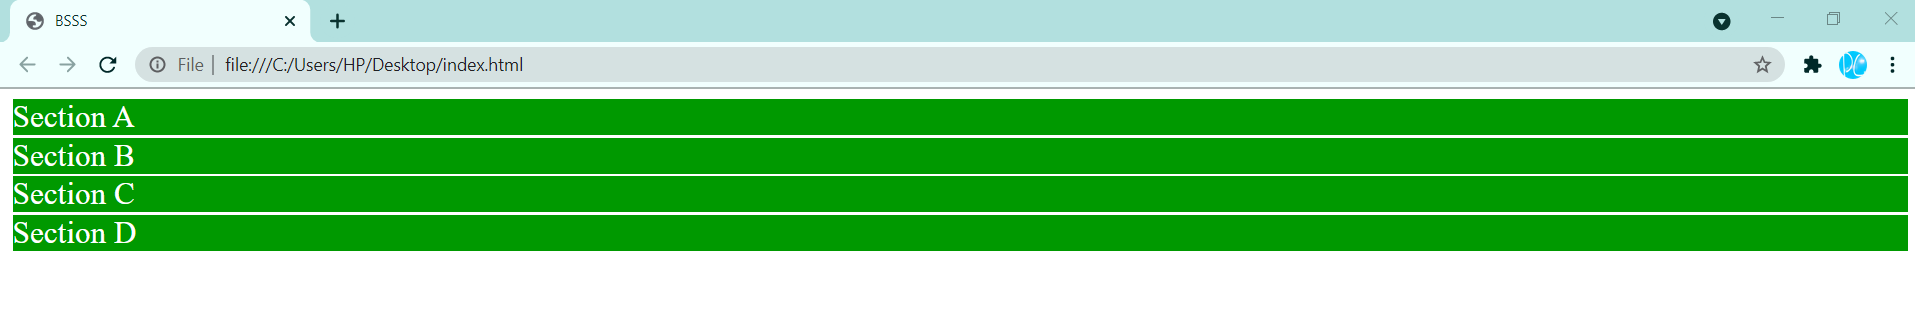 BSSS
File | file:///C:/Users/HP/Desktop/index.html
Section A
Section B
Section C
Section D